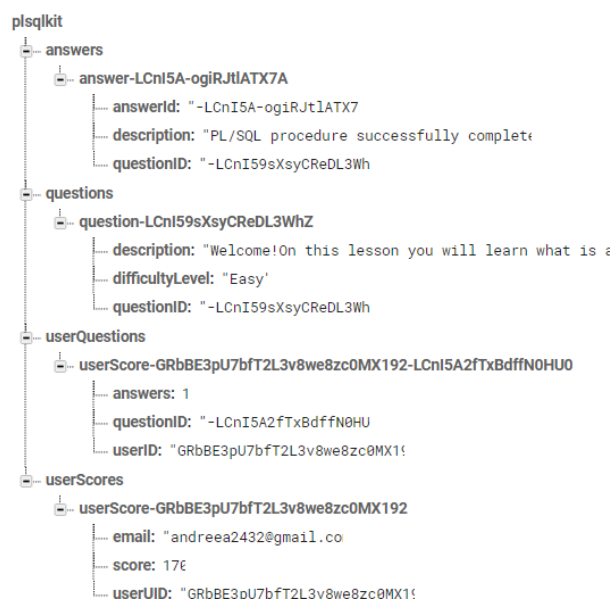 plsqlkit
answers
answer-LCnI5A-ogiRJtlATX7A
answerId: "-LCnI5A-ogiRJtlATX7
description: "PL/SQL procedure successfully complete
questionID: "-LCnI59sXsyCReDL3Wh
questions
question-LCnI59sXsyCReDL3WhZ
description: "Welcome!On this lesson you will learn what is a
difficultyLevel: "Easy'
questionID: "-LCnI59sXsyCReDL3Wh
userQuestions
userScore-GRbBE3pU7bfT2L3v8we8zc0MX192-LCnI5A2fTxBdffN0HU0
answers: 1
questionID: "-LCnI5A2fTxBdffN0HU
userID: "GRbBE3pU7bfT2L3v8we8zc0MX19
userScores
userScore-GRbBE3pU7bfT2L3v8we8zc0MX192
email: "andreea2432@gmail.co
score: 170
userUID: "GRbBE3pU7bfT2L3v8we8zc0MX19